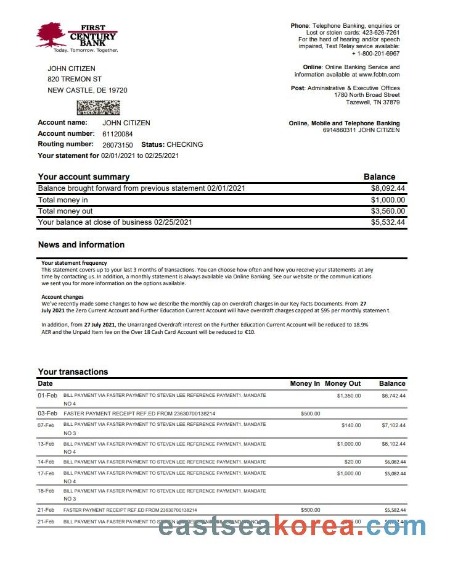 FIRST
CENTURY
BANK
Today. Tomorrow. Together.
Phone: Telephone Banking, enquiries or
Lost or stolen cards: 423-626-7261
For the hard of hearing and/or speech
impaired, Text Relay service available:
+ 1-800-201-6967
Online: Online Banking Service and
information available at www.fcbtn.com
Post: Administrative & Executive Offices
1780 North Broad Street
Tazewell, TN 37879
Online, Mobile and Telephone Banking
6914860311 JOHN CITIZEN
JOHN CITIZEN
820 TREMON ST
NEW CASTLE, DE 19720
Account name: JOHN CITIZEN
Account number: 61120084
Routing number: 26073150 Status: CHECKING
Your statement for 02/01/2021 to 02/25/2021
Your account summary Balance
Balance brought forward from previous statement 02/01/2021 $8,092.44
Total money in $1,000.00
Total money out $3,560.00
Your balance at close of business 02/25/2021 $5,532.44
News and information
Your statement frequency
This statement covers up to your last 3 months of transactions. You can choose how often and how you receive your statements at any
time by contacting us. In addition, a monthly statement is always available via Online Banking. See our website or the communications
we sent you for more information on the options available.
Account changes
We've recently made some changes to how we describe the monthly cap on overdraft charges in our Key Facts Documents. From 27
July 2021 the Zero Current Account and Further Education Current Account will have overdraft charges capped at $95 per monthly statement.
In addition, from 27 July 2021, the Unarranged Overdraft interest on the Further Education Current Account will be reduced to 18.9%
AER and the Unpaid Item fee on the Over 18 Cash Card Account will be reduced to €10.
Your transactions
Date Money In Money Out Balance
01-Feb BILL PAYMENT VIA FASTER PAYMENT TO STEVEN LEE REFERENCE PAYMENT1, MANDATE $1,350.00 $6,742.44
NO 4
03-Feb FASTER PAYMENT RECEIPT REF.ED FROM 23630700138214 $500.00
07-Feb BILL PAYMENT VIA FASTER PAYMENT TO STEVEN LEE REFERENCE PAYMENT1, MANDATE $140.00 $7,102.44
NO 3
13-Feb BILL PAYMENT VIA FASTER PAYMENT TO STEVEN LEE REFERENCE PAYMENT1, MANDATE $1,000.00 $6,102.44
NO 4
14-Feb BILL PAYMENT VIA FASTER PAYMENT TO STEVEN LEE REFERENCE PAYMENT1, MANDATE $20.00 $6,082.44
17-Feb BILL PAYMENT VIA FASTER PAYMENT TO STEVEN LEE REFERENCE PAYMENT1, MANDATE $1,000.00 $5,082.44
NO 4
18-Feb BILL PAYMENT VIA FASTER PAYMENT TO STEVEN LEE REFERENCE PAYMENT1, MANDATE
NO 3
21-Feb FASTER PAYMENT RECEIPT REF.ED FROM 23630700138214 $500.00 $5,582.44
21-Feb BILL PAYMENT VIA FASTER PAYMENT TO STEVEN LEE REFERENCE PAYMENT1, MANDATE
eastseakorea.com